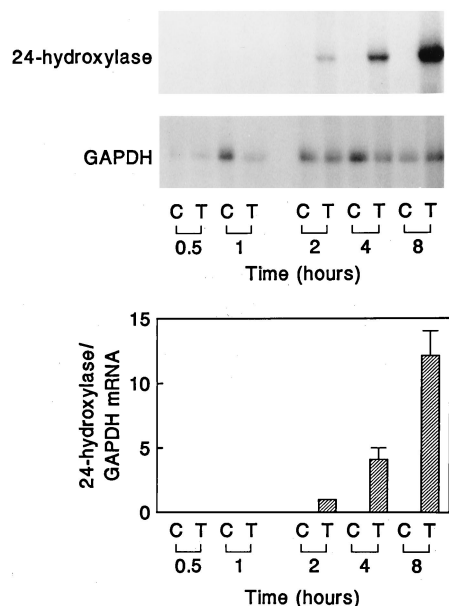 24-hydroxylase
GAPDH
C T C T C T C T C T
0.5 1 2 4 8
Time (hours)
24-hydroxylase/
GAPDH mRNA
15
10
5
0
C T C T C T C T C T
0.5 1 2 4 8
Time (hours)